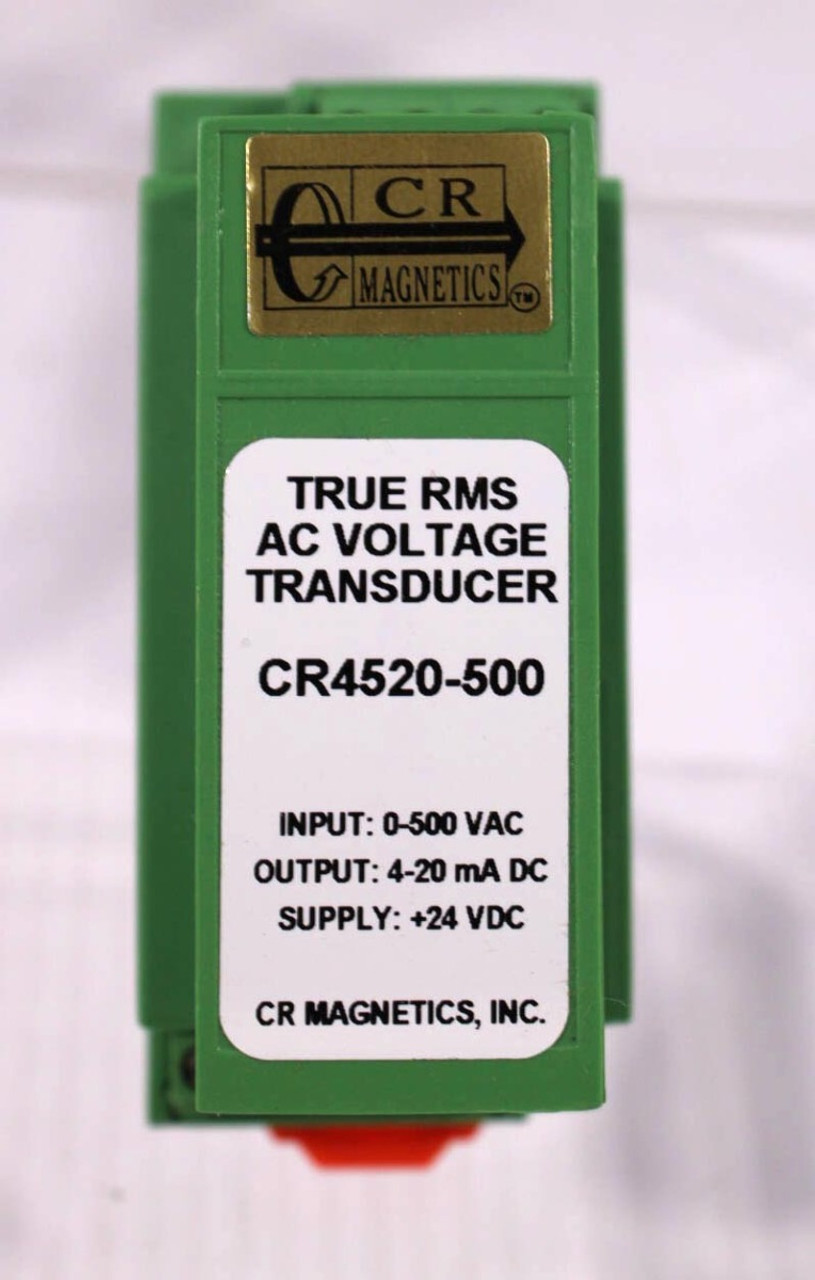 CR
MAGNETICS
TM
TRUE RMS
AC VOLTAGE
TRANSDUCER
CR4520-500
INPUT: 0-500 VAC
OUTPUT: 4-20 mA DC
SUPPLY: +24 VDC
CR MAGNETICS, INC.